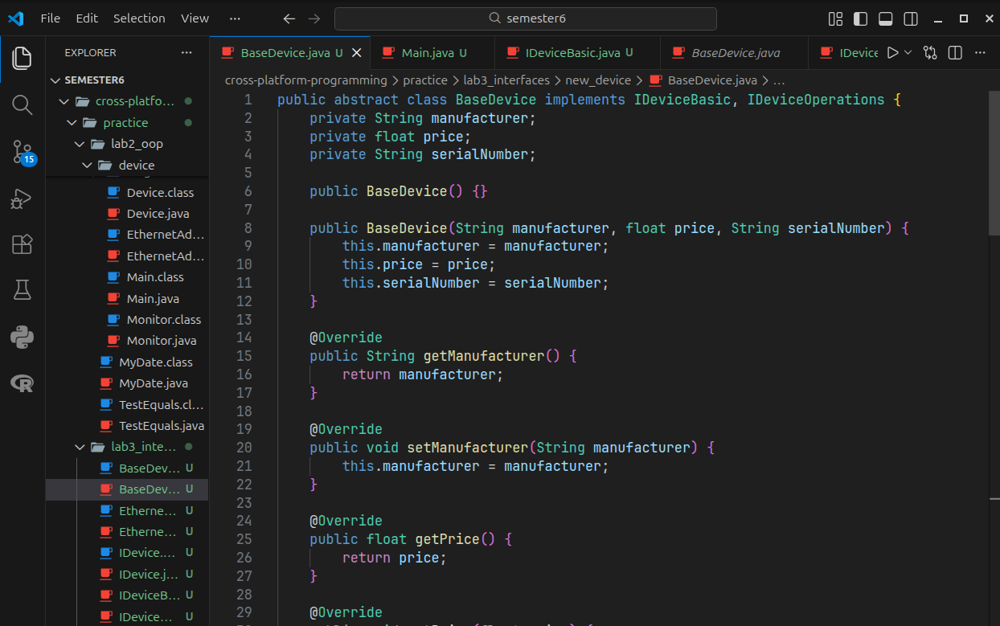 File Edit Selection View ··· semester6
EXPLORER ···
SEMESTER6
cross-platfo...
practice
lab2_oop
device
Device.class
Device.java
EthernetAd...
EthernetAd...
Main.class
Main.java
Monitor.class
Monitor.java
MyDate.class
MyDate.java
TestEquals.cl...
TestEquals.java
lab3_inte...
BaseDev... U
BaseDev... U
Etherne... U
Etherne... U
IDevice.... U
IDevice.j... U
IDeviceB... U
IDevice... U
15
BaseDevice.java U Main.java U IDeviceBasic.java U BaseDevice.java IDevice ···
cross-platform-programming > practice > lab3_interfaces > new_device > BaseDevice.java > ...
1 public abstract class BaseDevice implements IDeviceBasic, IDeviceOperations {
2 private String manufacturer;
3 private float price;
4 private String serialNumber;
5
6 public BaseDevice() {}
7
8 public BaseDevice(String manufacturer, float price, String serialNumber) {
9 this.manufacturer = manufacturer;
10 this.price = price;
11 this.serialNumber = serialNumber;
12 }
13
14 @Override
15 public String getManufacturer() {
16 return manufacturer;
17 }
18
19 @Override
20 public void setManufacturer(String manufacturer) {
21 this.manufacturer = manufacturer;
22 }
23
24 @Override
25 public float getPrice() {
26 return price;
27 }
28
29 @Override